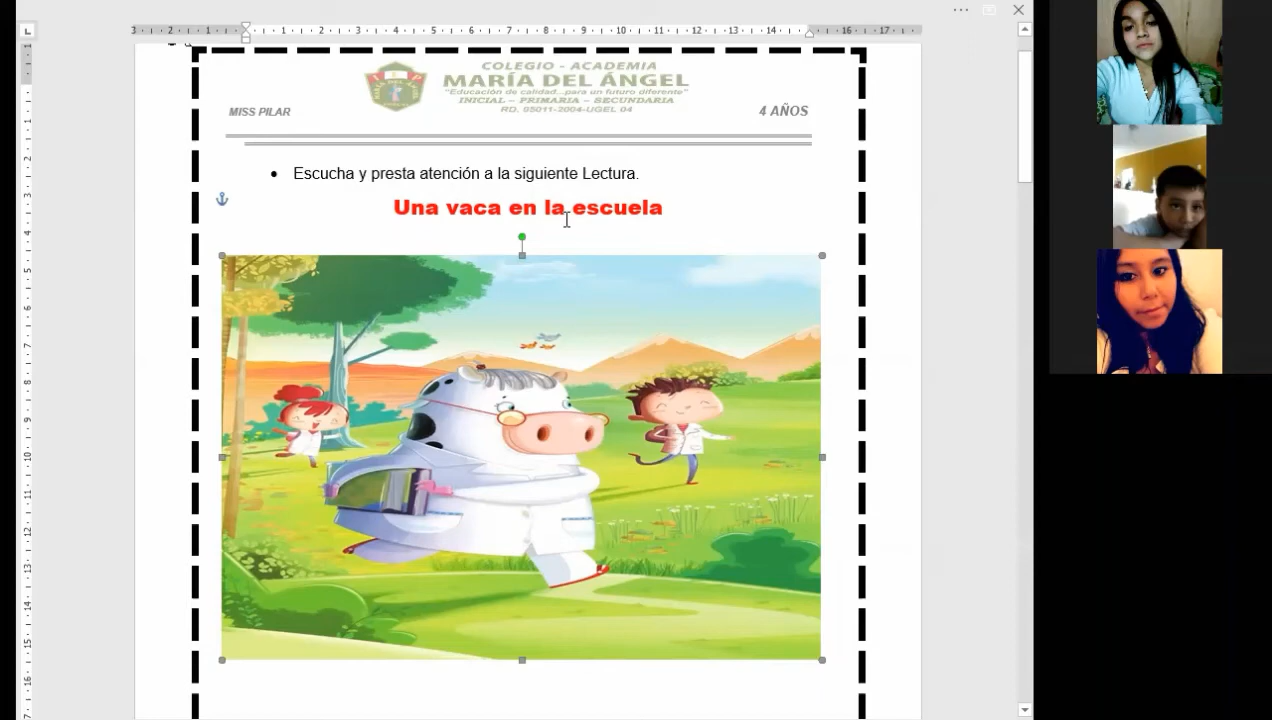 COLEGIO - ACADEMIA
MARÍA DEL ÁNGEL
"Educación de calidad...para un futuro diferente"
INICIAL – PRIMARIA – SECUNDARIA
RD. 05011-2004-UGEL 04
MISS PILAR
4 AÑOS
• Escucha y presta atención a la siguiente Lectura.
Una vaca en la escuela